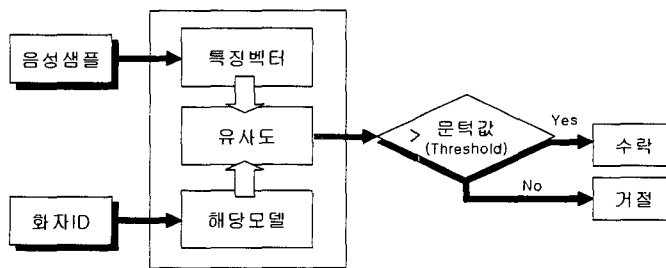 음성샘플
특징벡터
유사도
> 문턱값
(Threshold)
Yes
수락
No
거절
화자ID
해당모델